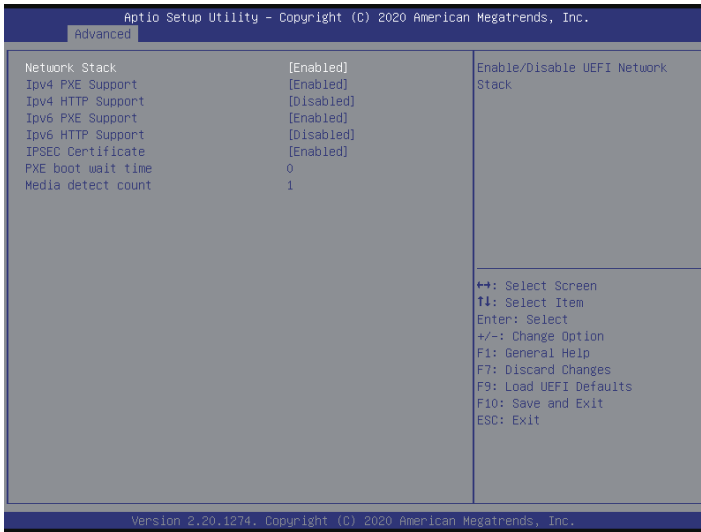 Aptio Setup Utility – Copyright (C) 2020 American Megatrends, Inc.
Advanced
Network Stack [Enabled]
Ipv4 PXE Support [Enabled]
Ipv4 HTTP Support [Disabled]
Ipv6 PXE Support [Enabled]
Ipv6 HTTP Support [Disabled]
IPSEC Certificate [Enabled]
PXE boot wait time 0
Media detect count 1
Enable/Disable UEFI Network
Stack
↔: Select Screen
↑↓: Select Item
Enter: Select
+/-: Change Option
F1: General Help
F7: Discard Changes
F9: Load UEFI Defaults
F10: Save and Exit
ESC: Exit
Version 2.20.1274. Copyright (C) 2020 American Megatrends, Inc.